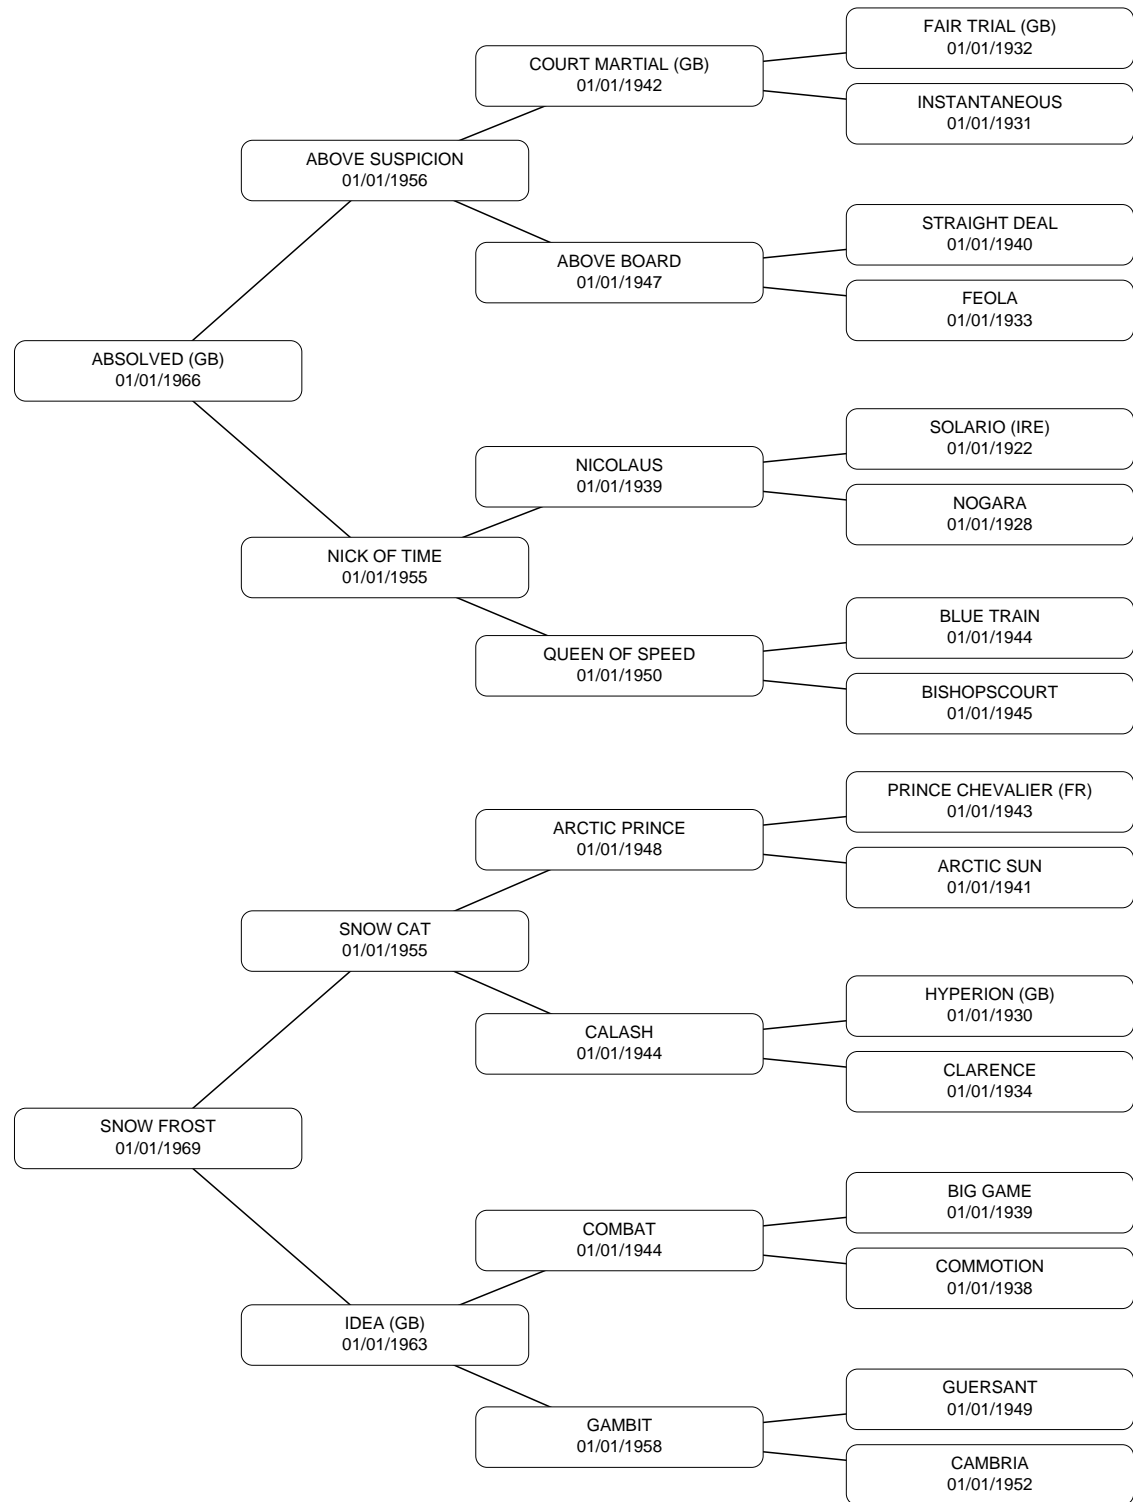 FAIR TRIAL (GB)
01/01/1932
COURT MARTIAL (GB)
01/01/1942
INSTANTANEOUS
01/01/1931
ABOVE SUSPICION
01/01/1956
STRAIGHT DEAL
01/01/1940
ABOVE BOARD
01/01/1947
FEOLA
01/01/1933
ABSOLVED (GB)
01/01/1966
SOLARIO (IRE)
01/01/1922
NICOLAUS
01/01/1939
NOGARA
01/01/1928
NICK OF TIME
01/01/1955
BLUE TRAIN
01/01/1944
QUEEN OF SPEED
01/01/1950
BISHOPSCOURT
01/01/1945
PRINCE CHEVALIER (FR)
01/01/1943
ARCTIC PRINCE
01/01/1948
ARCTIC SUN
01/01/1941
SNOW CAT
01/01/1955
HYPERION (GB)
01/01/1930
CALASH
01/01/1944
CLARENCE
01/01/1934
SNOW FROST
01/01/1969
BIG GAME
01/01/1939
COMBAT
01/01/1944
COMMOTION
01/01/1938
IDEA (GB)
01/01/1963
GUERSANT
01/01/1949
GAMBIT
01/01/1958
CAMBRIA
01/01/1952